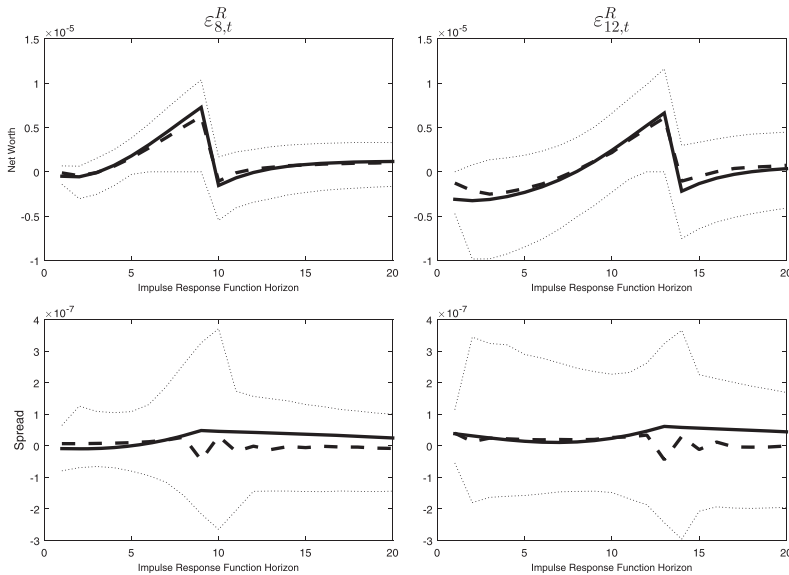 ε^R_{8,t}
ε^R_{12,t}
×10^-5
1.5
1
0.5
0
-0.5
-1
Net Worth
0 5 10 15 20
Impulse Response Function Horizon
×10^-5
1.5
1
0.5
0
-0.5
-1
0 5 10 15 20
Impulse Response Function Horizon
×10^-7
4
3
2
1
0
-1
-2
-3
Spread
0 5 10 15 20
Impulse Response Function Horizon
×10^-7
4
3
2
1
0
-1
-2
-3
0 5 10 15 20
Impulse Response Function Horizon